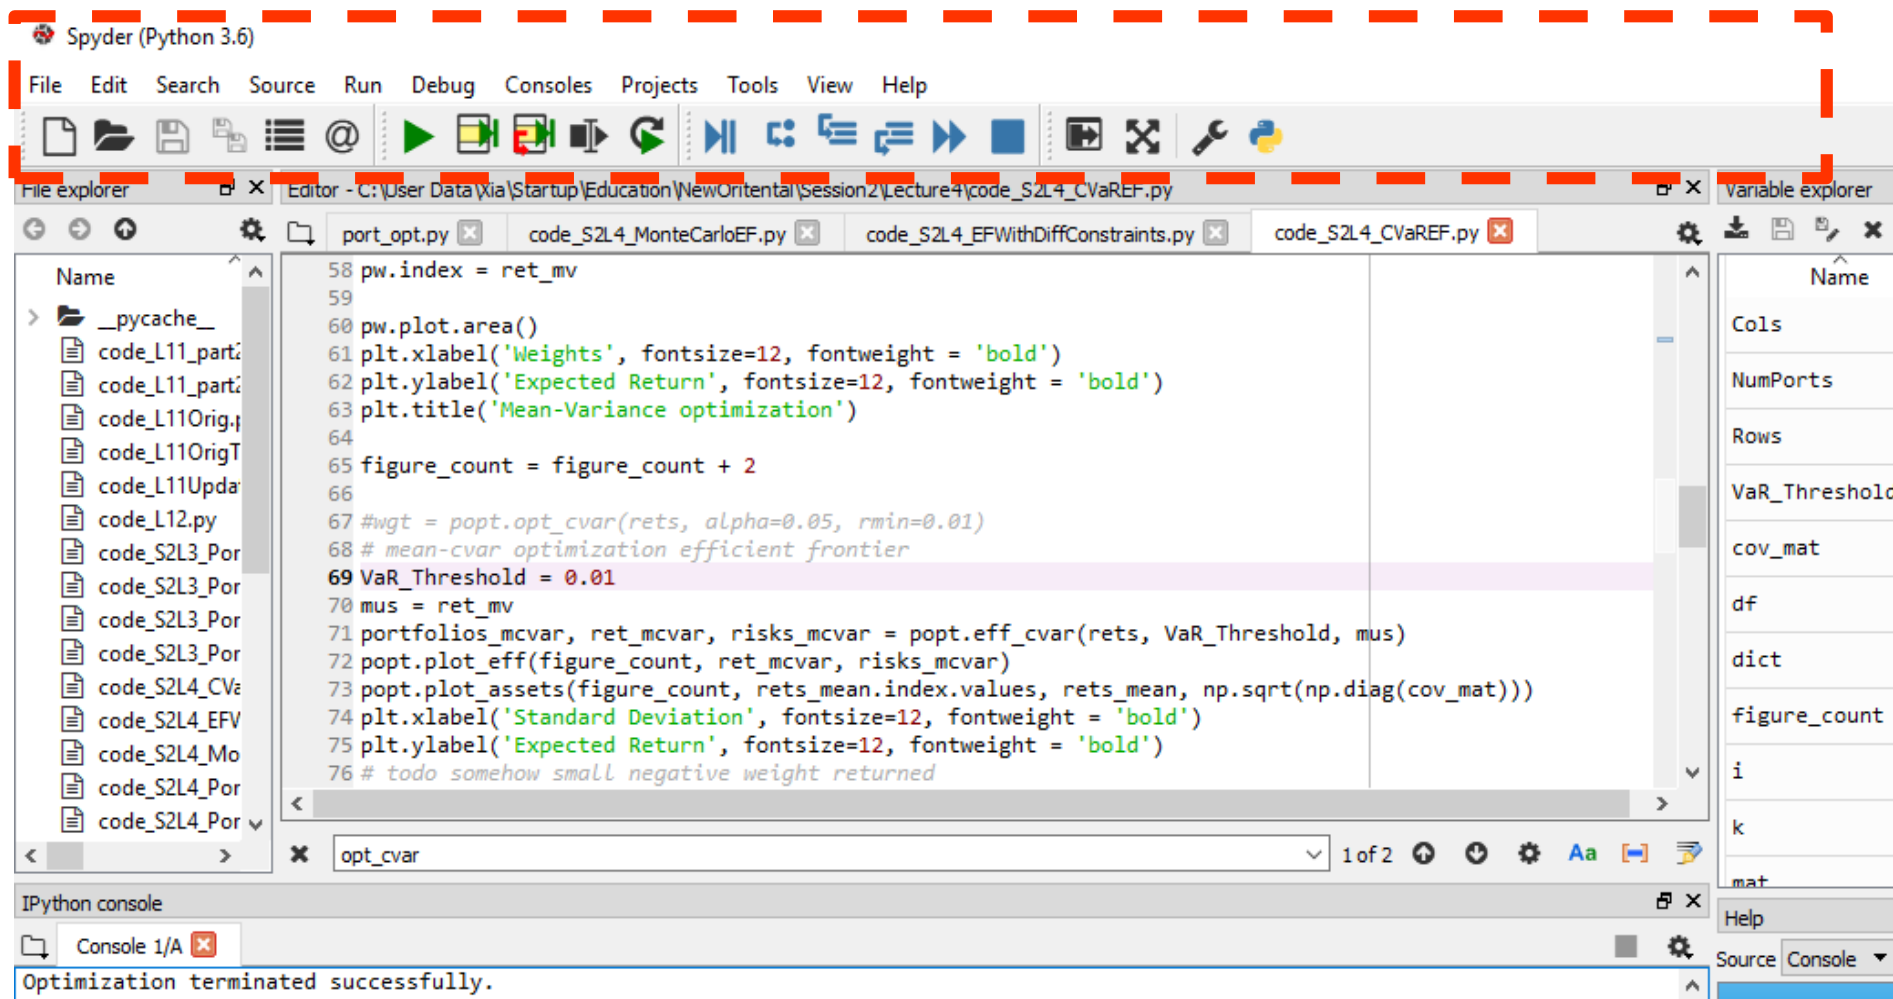 Spyder (Python 3.6)
File Edit Search Source Run Debug Consoles Projects Tools View Help
File explorer
Editor - C:\User Data\Xia\Startup\Education\NewOritental\Session2\Lecture4\code_S2L4_CVaREF.py
Variable explorer
port_opt.py code_S2L4_MonteCarloEF.py code_S2L4_EFWithDiffConstraints.py code_S2L4_CVaREF.py
Name
__pycache__
code_L11_part2
code_L11_part2
code_L11Orig.p
code_L11OrigT
code_L11Upda
code_L12.py
code_S2L3_Por
code_S2L3_Por
code_S2L3_Por
code_S2L3_Por
code_S2L4_CVa
code_S2L4_EFV
code_S2L4_Mo
code_S2L4_Por
code_S2L4_Por
58 pw.index = ret_mv
59
60 pw.plot.area()
61 plt.xlabel('Weights', fontsize=12, fontweight = 'bold')
62 plt.ylabel('Expected Return', fontsize=12, fontweight = 'bold')
63 plt.title('Mean-Variance optimization')
64
65 figure_count = figure_count + 2
66
67 #wgt = popt.opt_cvar(rets, alpha=0.05, rmin=0.01)
68 # mean-cvar optimization efficient frontier
69 VaR_Threshold = 0.01
70 mus = ret_mv
71 portfolios_mcvar, ret_mcvar, risks_mcvar = popt.eff_cvar(rets, VaR_Threshold, mus)
72 popt.plot_eff(figure_count, ret_mcvar, risks_mcvar)
73 popt.plot_assets(figure_count, rets_mean.index.values, rets_mean, np.sqrt(np.diag(cov_mat)))
74 plt.xlabel('Standard Deviation', fontsize=12, fontweight = 'bold')
75 plt.ylabel('Expected Return', fontsize=12, fontweight = 'bold')
76 # todo somehow small negative weight returned
opt_cvar 1 of 2 Aa
Name
Cols
NumPorts
Rows
VaR_Threshold
cov_mat
df
dict
figure_count
i
k
mat
IPython console
Console 1/A
Optimization terminated successfully.
Help
Source Console